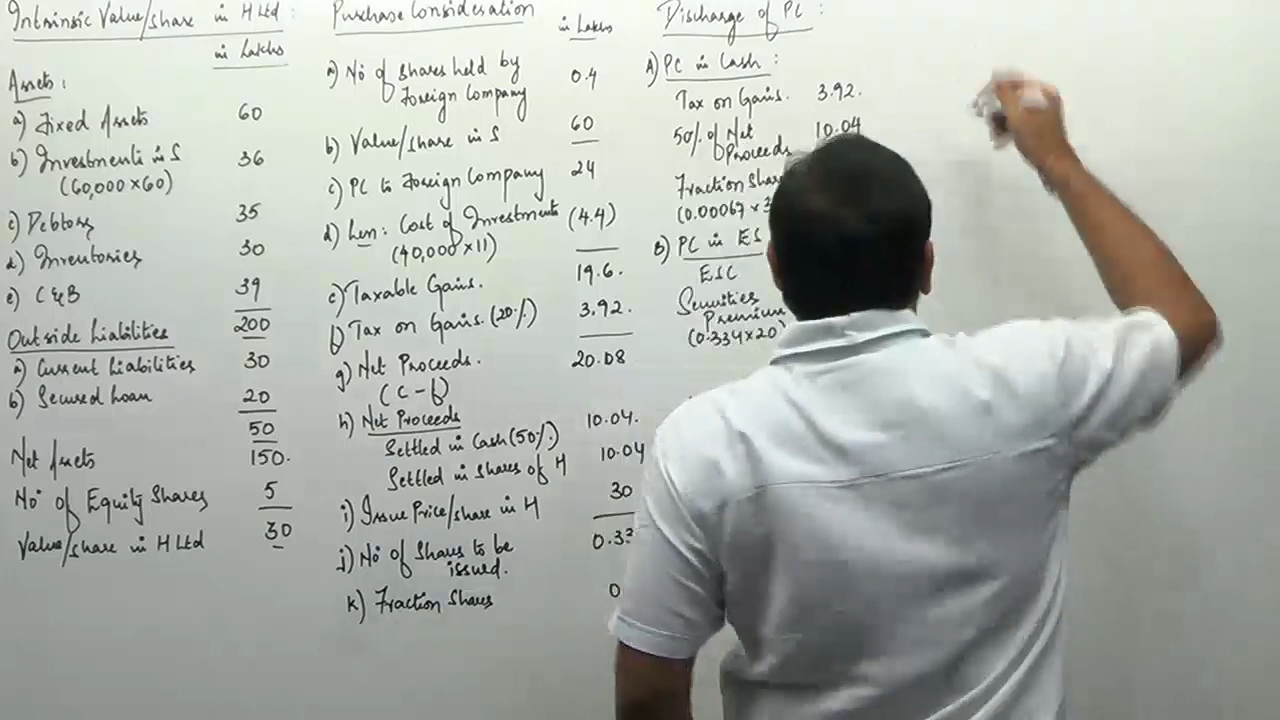 Intrinsic Value/share in H Ltd :
in Lakhs
Assets :
a) Fixed Assets 60
b) Investments in S 36
(60,000 x 60)
c) Debtors 35
d) Inventories 30
e) C&B 39
200
Outside Liabilities
a) Current Liabilities 30
b) Secured Loan 20
50
Net Assets 150.
No of Equity Shares 5
Value/share in H Ltd 30
Purchase Consideration
in Lakhs
a) No of shares held by 0.4
Foreign Company
b) Value/share in S 60
c) PC to Foreign Company 24
d) Less : Cost of Investments (4.4)
(40,000 x 11)
e) Taxable Gains. 19.6.
f) Tax on Gains. (20%) 3.92.
g) Net Proceeds. 20.08
(C - f)
h) Net Proceeds
Settled in Cash (50%) 10.04.
Settled in shares of H 10.04
i) Issue Price/share in H 30
j) No of Shares to be
issued.
k) Fraction Shares
Discharge of PC :
A) PC in Cash :
Tax on Gains. 3.92.
50% of Net 10.04
Proceeds
Fraction Share
(0.00067 x
B) PC in ES
ESC
Securities
Premium
(0.334 x 20)